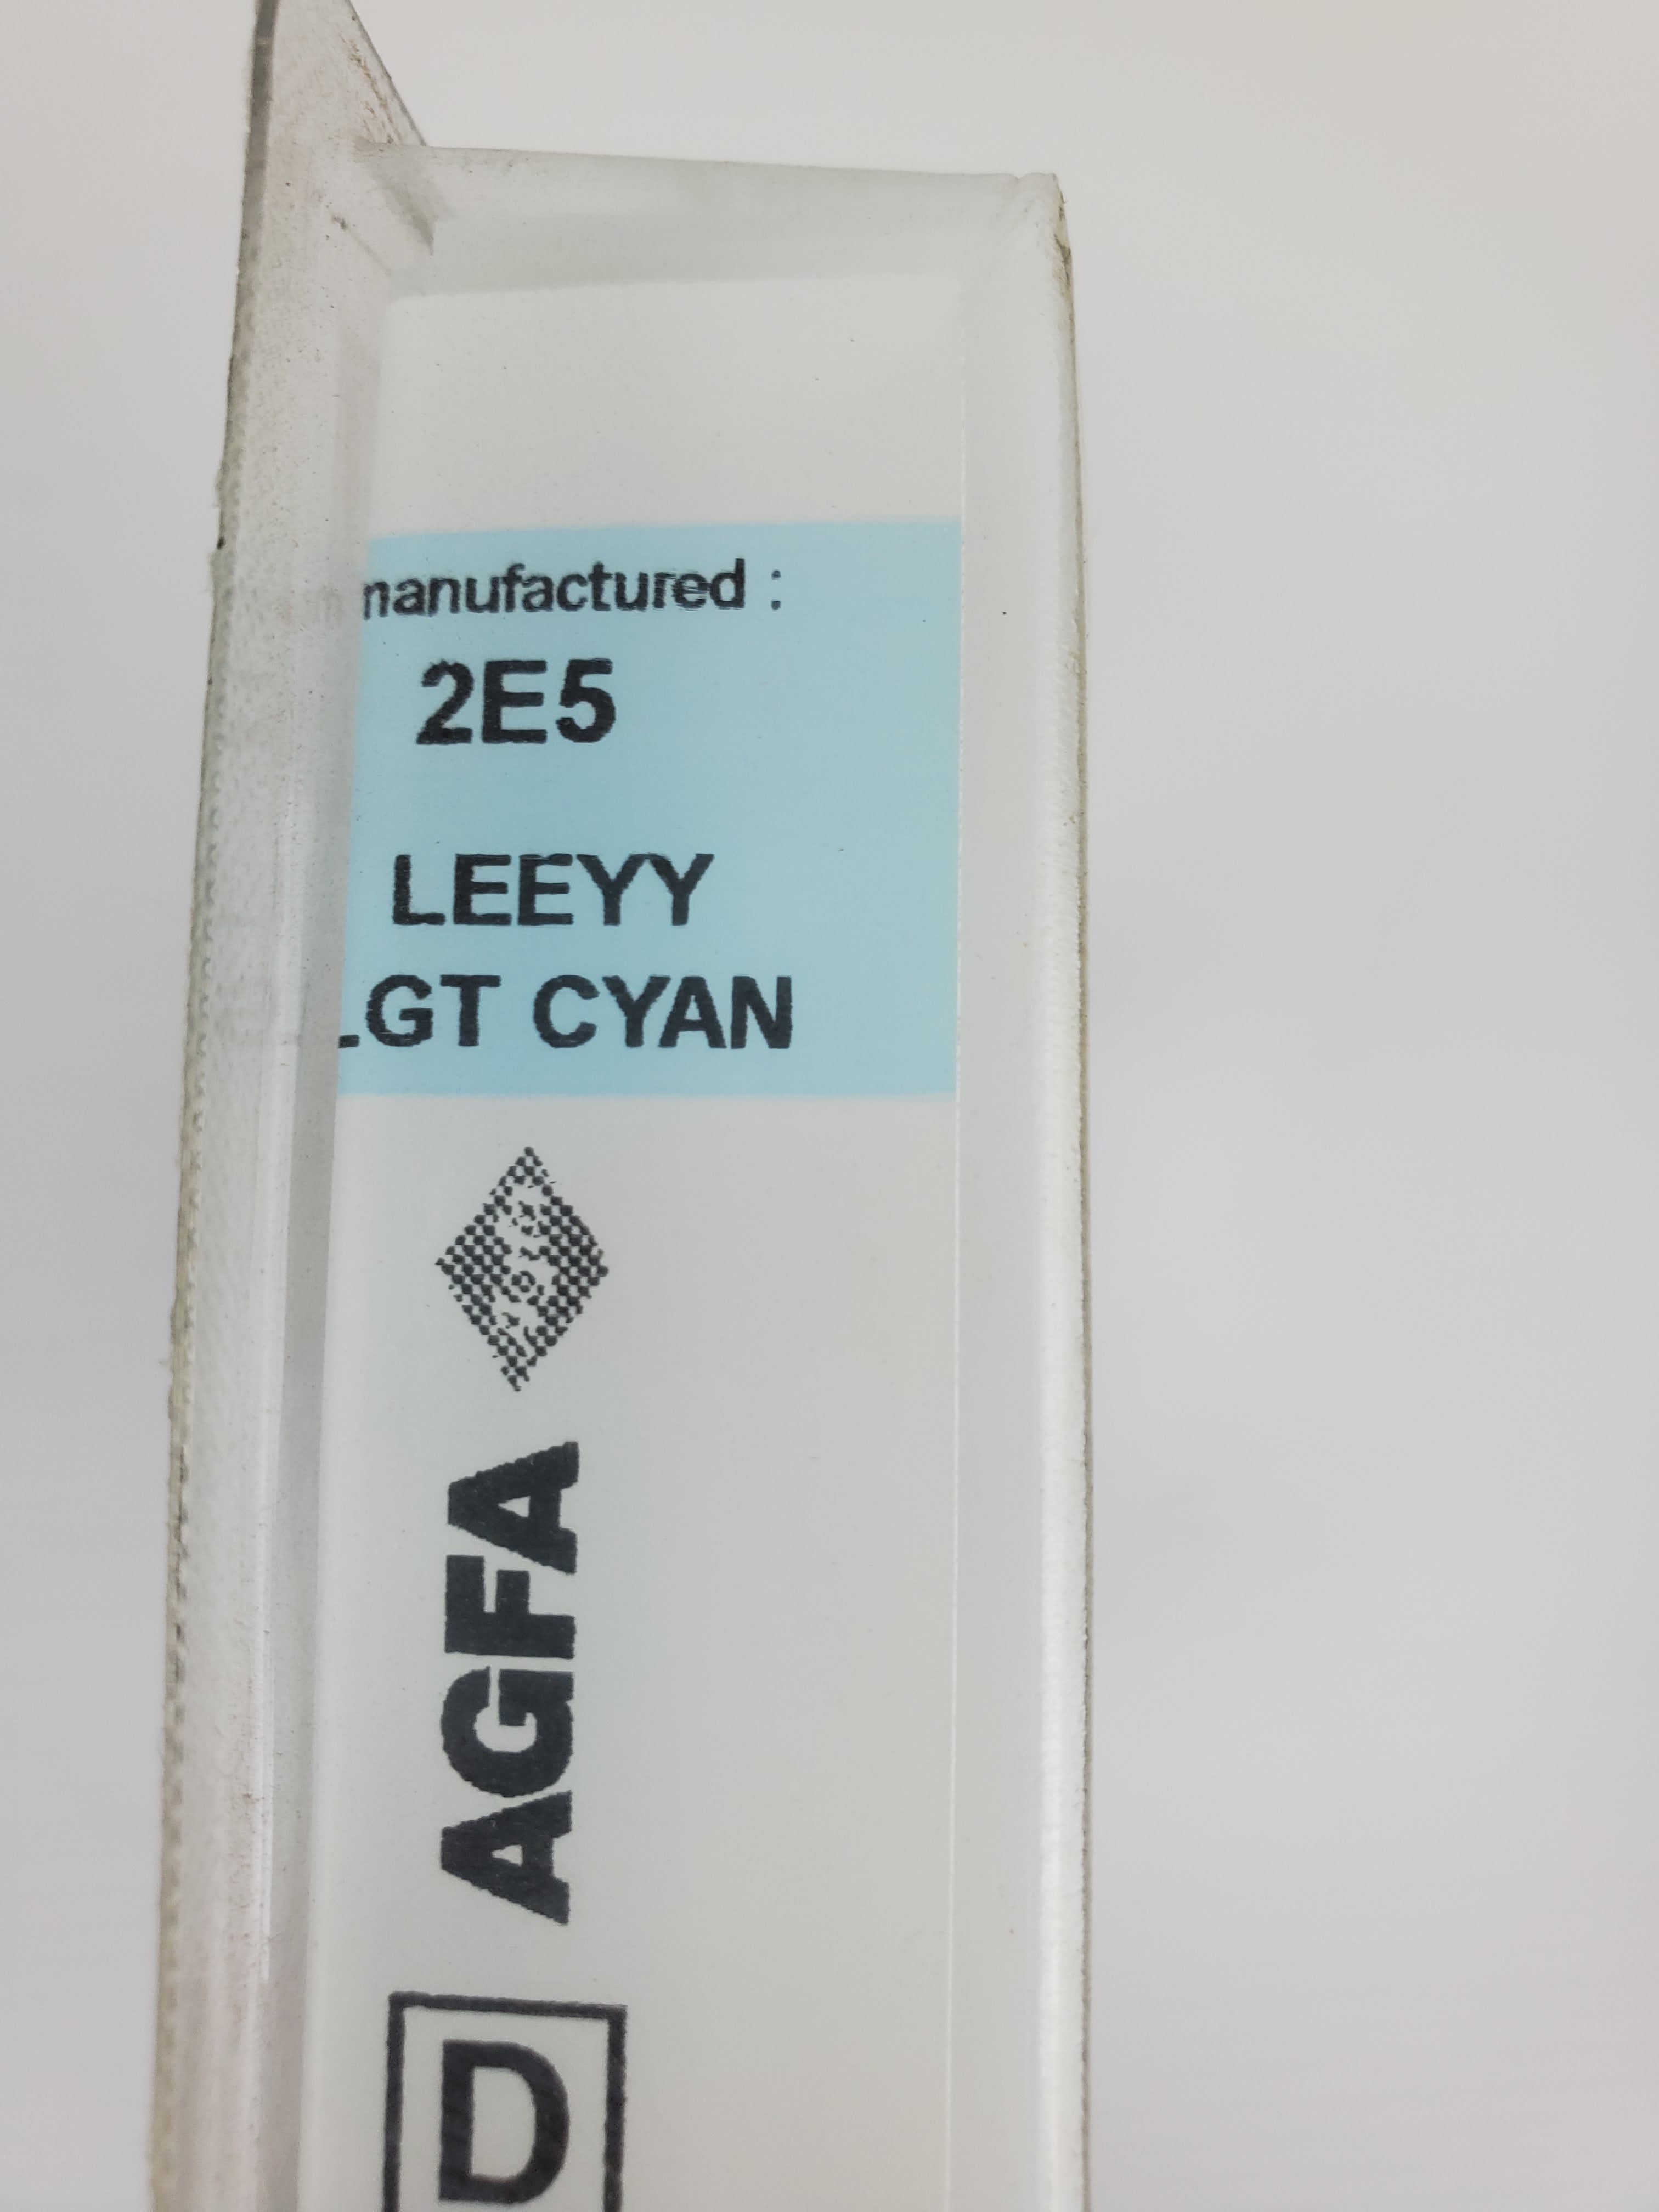 manufactured :
2E5
LEEYY
LGT CYAN
AGFA
D